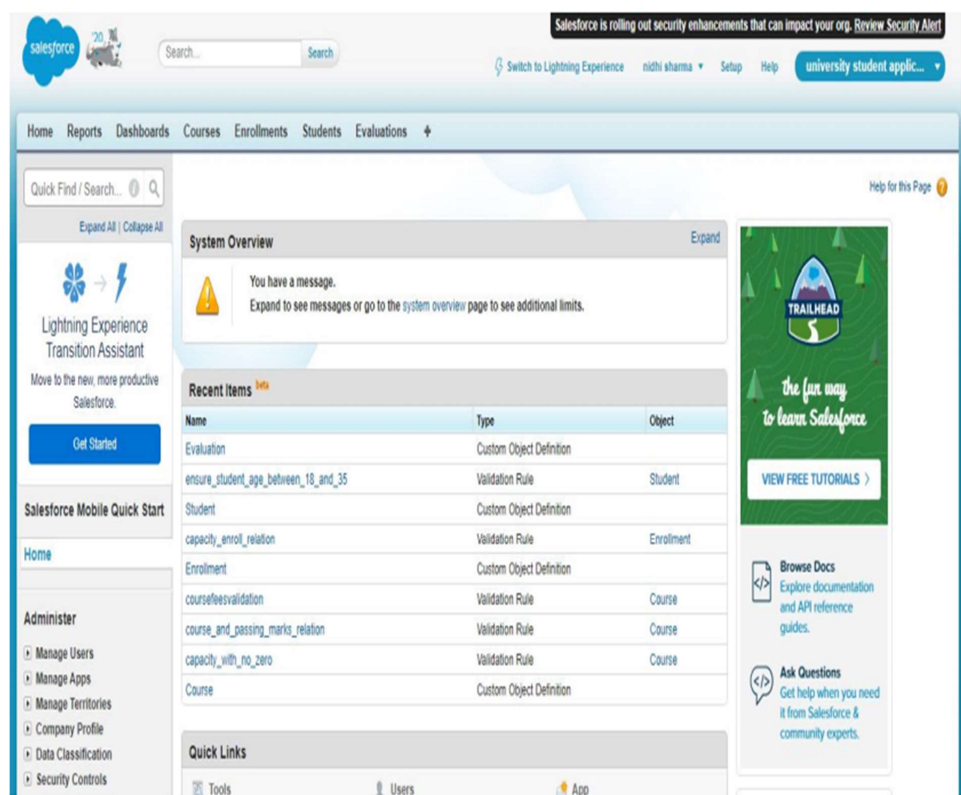 Salesforce is rolling out security enhancements that can impact your org. Review Security Alert
salesforce
'20
Search...
Search
Switch to Lightning Experience
nidhi sharma
Setup
Help
university student applic...
Home Reports Dashboards Courses Enrollments Students Evaluations +
Quick Find / Search...
Expand All | Collapse All
Lightning Experience
Transition Assistant
Move to the new, more productive
Salesforce.
Get Started
Salesforce Mobile Quick Start
Home
Administer
Manage Users
Manage Apps
Manage Territories
Company Profile
Data Classification
Security Controls
Help for this Page
System Overview
Expand
You have a message.
Expand to see messages or go to the system overview page to see additional limits.
Recent Items Beta
Name Type Object
Evaluation Custom Object Definition
ensure_student_age_between_18_and_35 Validation Rule Student
Student Custom Object Definition
capacity_enroll_relation Validation Rule Enrollment
Enrollment Custom Object Definition
coursefeesvalidation Validation Rule Course
course_and_passing_marks_relation Validation Rule Course
capacity_with_no_zero Validation Rule Course
Course Custom Object Definition
Quick Links
Tools Users App
TRAILHEAD
the fun way
to learn Salesforce
VIEW FREE TUTORIALS
Browse Docs
Explore documentation
and API reference
guides.
Ask Questions
Get help when you need
it from Salesforce &
community experts.